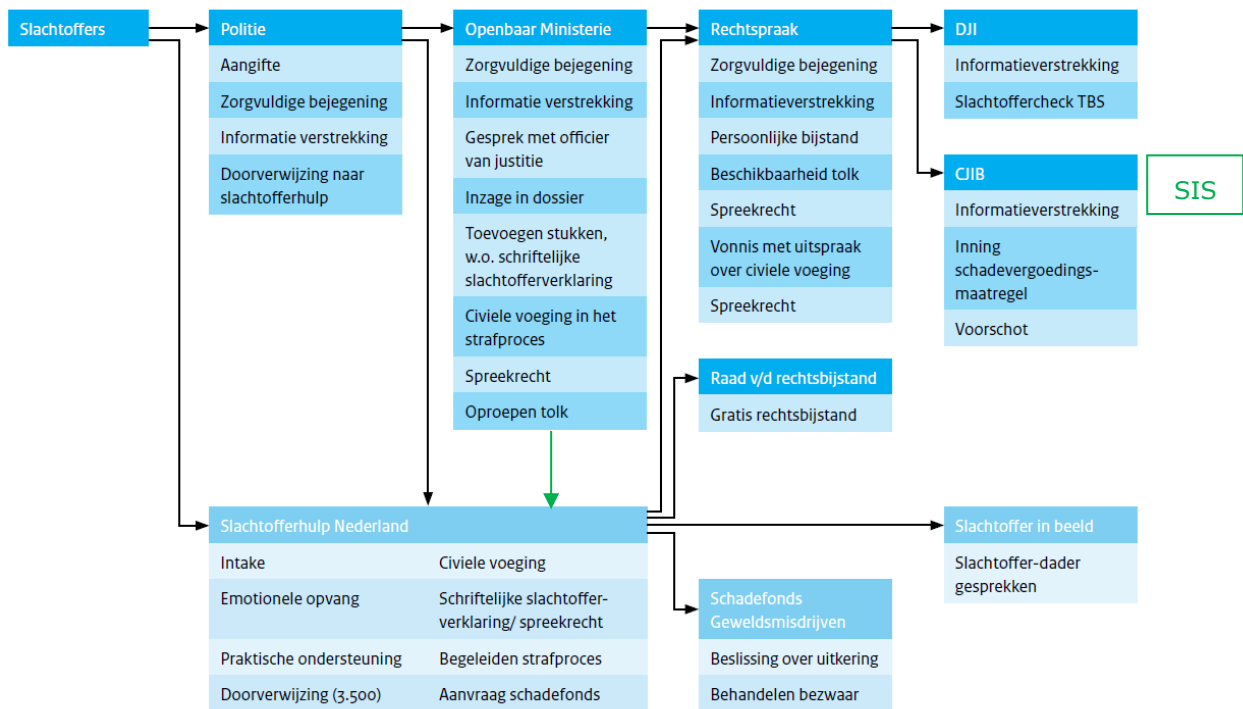 Slachtoffers
Politie
Aangifte
Zorgvuldige bejegening
Informatie verstrekking
Doorverwijzing naar
slachtofferhulp
Openbaar Ministerie
Zorgvuldige bejegening
Informatie verstrekking
Gesprek met officier
van justitie
Inzage in dossier
Toevoegen stukken,
w.o. schriftelijke
slachtofferverklaring
Civiele voeging in het
strafproces
Spreekrecht
Oproepen tolk
Rechtspraak
Zorgvuldige bejegening
Informatieverstrekking
Persoonlijke bijstand
Beschikbaarheid tolk
Spreekrecht
Vonnis met uitspraak
over civiele voeging
Spreekrecht
DJI
Informatieverstrekking
Slachtoffercheck TBS
CJIB
Informatieverstrekking
Inning
schadevergoedings-
maatregel
Voorschot
SIS
Raad v/d rechtsbijstand
Gratis rechtsbijstand
Slachtofferhulp Nederland
Intake
Emotionele opvang
Praktische ondersteuning
Doorverwijzing (3.500)
Civiele voeging
Schriftelijke slachtoffer-
verklaring/ spreekrecht
Begeleiden strafproces
Aanvraag schadefonds
Schadefonds
Geweldsmisdrijven
Beslissing over uitkering
Behandelen bezwaar
Slachtoffer in beeld
Slachtoffer-dader
gesprekken